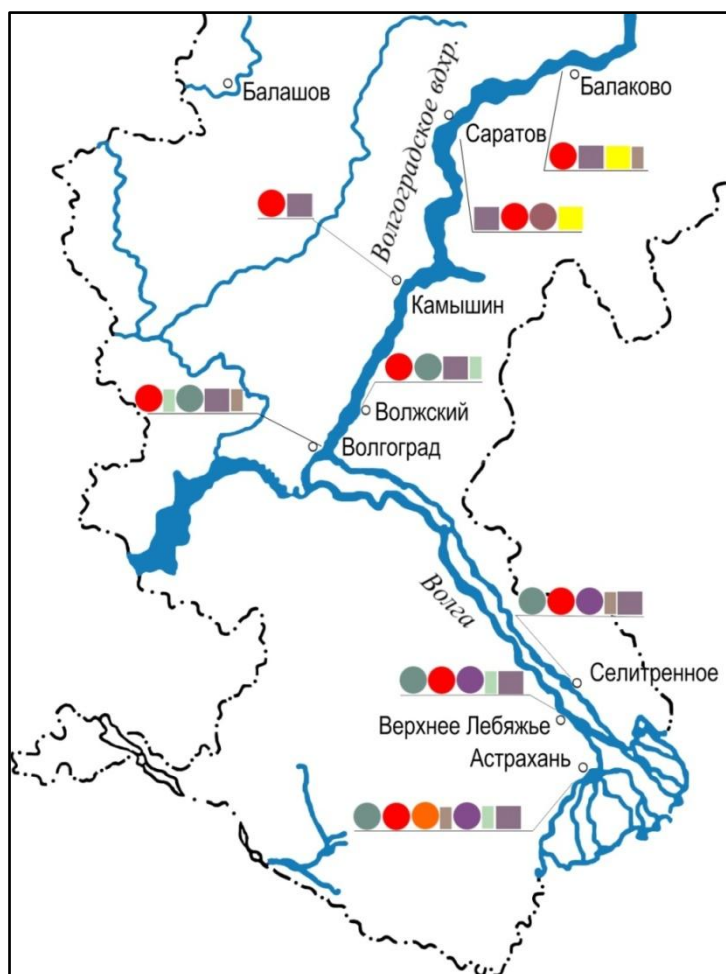 Балашов
Волгоградское вдхр.
Балаково
Саратов
Камышин
Волжский
Волгоград
Волга
Селитренное
Верхнее Лебяжье
Астрахань